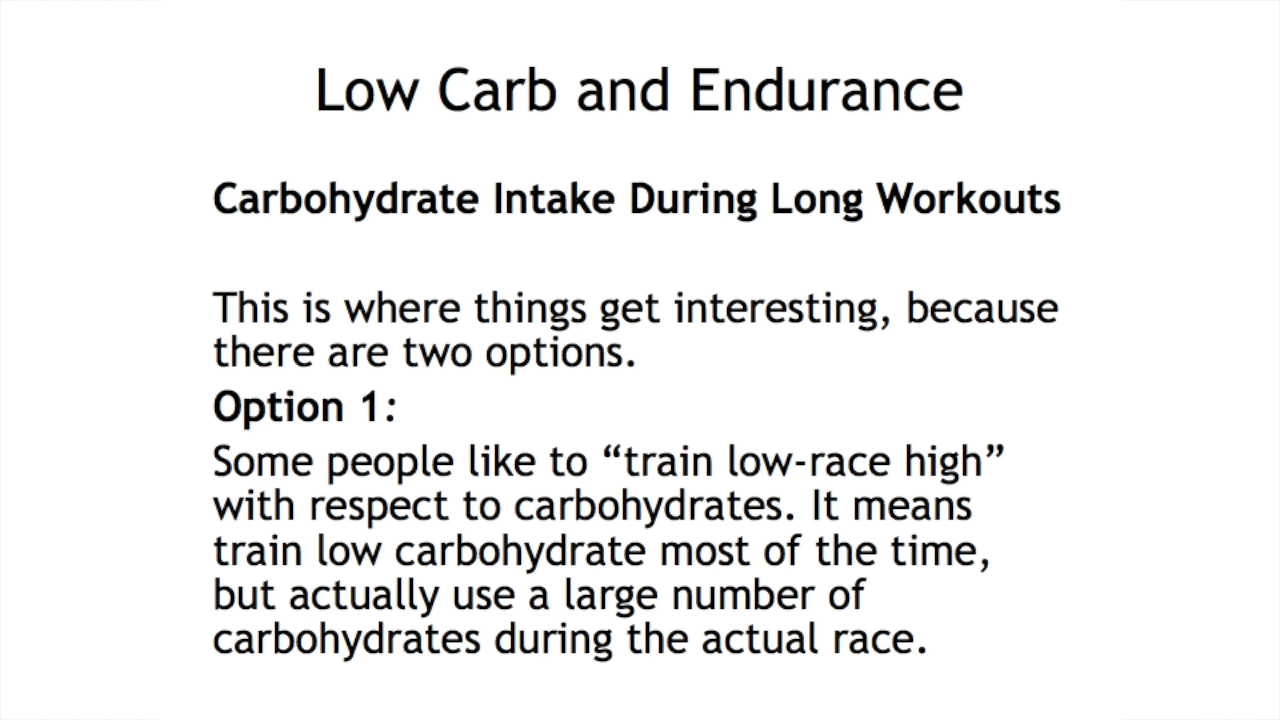 Low Carb and Endurance
Carbohydrate Intake During Long Workouts
This is where things get interesting, because
there are two options.
Option 1:
Some people like to “train low-race high”
with respect to carbohydrates. It means
train low carbohydrate most of the time,
but actually use a large number of
carbohydrates during the actual race.